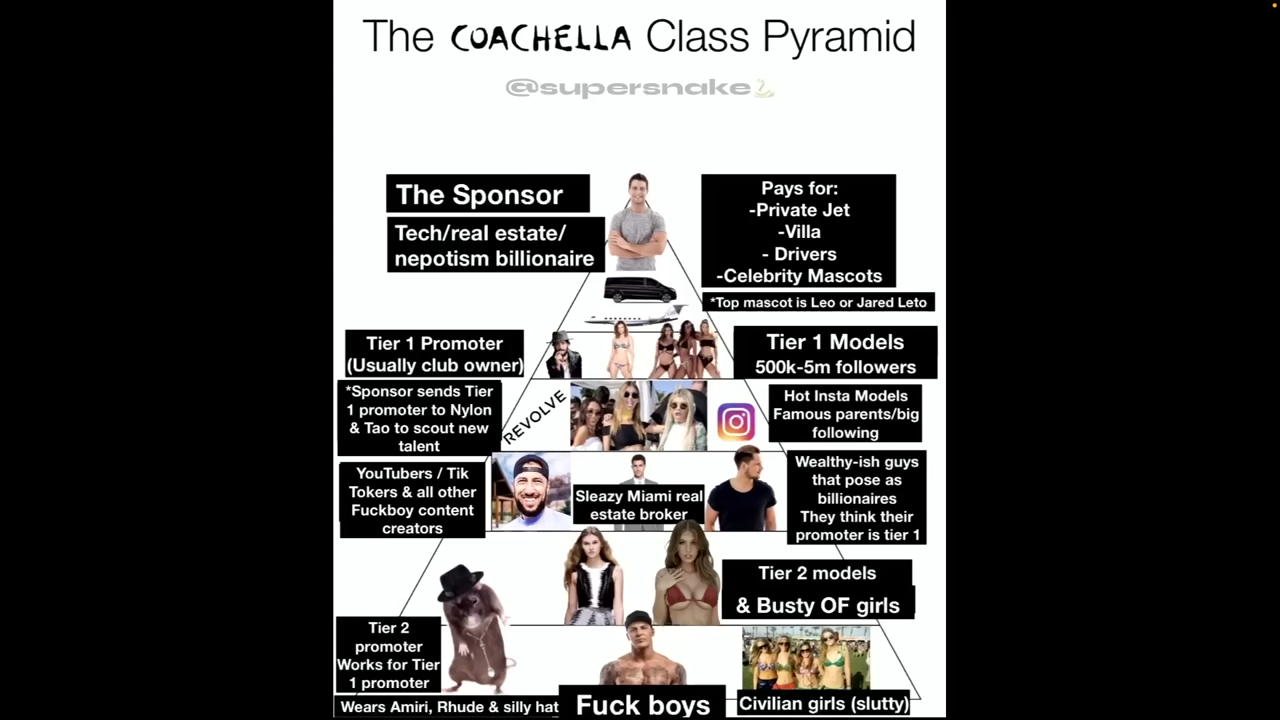 The COACHELLA Class Pyramid
@supersnake
The Sponsor
Tech/real estate/
nepotism billionaire
Pays for:
-Private Jet
-Villa
- Drivers
-Celebrity Mascots
*Top mascot is Leo or Jared Leto
Tier 1 Promoter
(Usually club owner)
Tier 1 Models
500k-5m followers
*Sponsor sends Tier
1 promoter to Nylon
& Tao to scout new
talent
REVOLVE
Hot Insta Models
Famous parents/big
following
YouTubers / Tik
Tokers & all other
Fuckboy content
creators
Sleazy Miami real
estate broker
Wealthy-ish guys
that pose as
billionaires
They think their
promoter is tier 1
Tier 2 models
& Busty OF girls
Tier 2
promoter
Works for Tier
1 promoter
Wears Amiri, Rhude & silly hat
Fuck boys
Civilian girls (slutty)